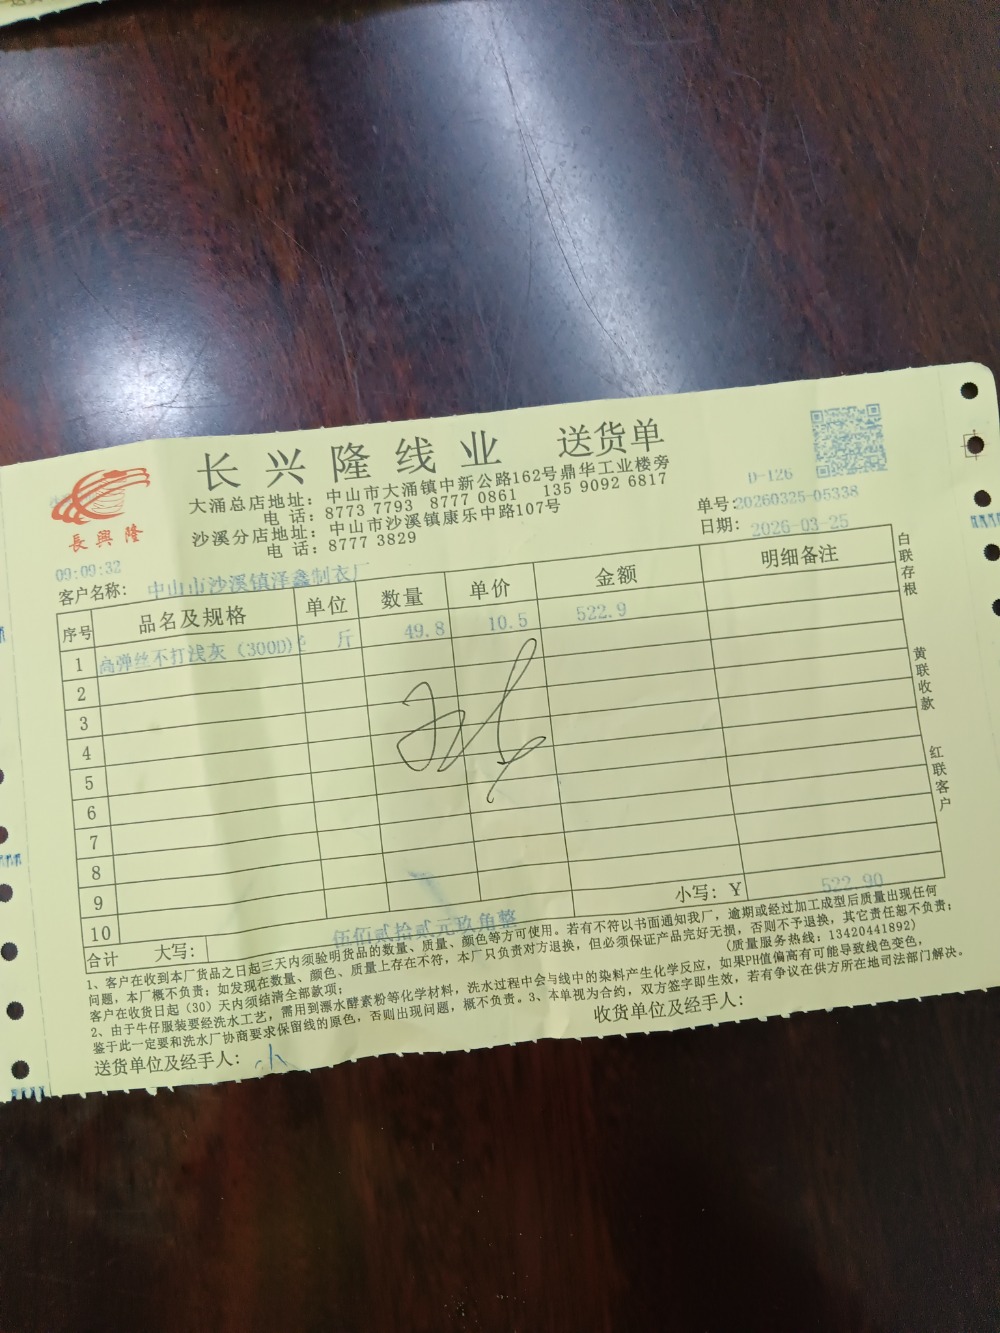 长兴隆线业 送货单
大涌总店地址：中山市大涌镇中新公路162号鼎华工业楼旁
电 话：8773 7793 8777 0861 135 9092 6817
沙溪分店地址：中山市沙溪镇康乐中路107号
电 话：8777 3829
長興隆
D-126
单号:20260325-05338
日期: 2026-03-25
09:09:32
客户名称: 中山市沙溪镇泽鑫制衣厂
序号 品名及规格 单位 数量 单价 金额 明细备注
1 高弹丝不打浅灰（300D) 斤 49.8 10.5 522.9
2
3
4
5
6
7
8
9
10
合计 大写： 伍佰贰拾贰元玖角整 小写：Y 522.90
1、客户在收到本厂货品之日起三天内须验明货品的数量、质量、颜色等方可使用。若有不符以书面通知我厂，逾期或经过加工成型后质量出现任何
问题，本厂概不负责；如发现在数量、颜色、质量上存在不符，本厂只负责对方退换，但必须保证产品完好无损，否则不予退换，其它责任恕不负责；
客户在收货日起（30）天内须结清全部款项； (质量服务热线：13420441892)
2、由于牛仔服装要经洗水工艺，需用到漂水酵素粉等化学材料，洗水过程中会与线中的染料产生化学反应，如果PH值偏高有可能导致线色变色，
鉴于此一定要和洗水厂协商要求保留线的原色，否则出现问题，概不负责。3、本单视为合约，双方签字即生效，若有争议在供方所在地司法部门解决。
送货单位及经手人： 收货单位及经手人：
白联存根
黄联收款
红联客户